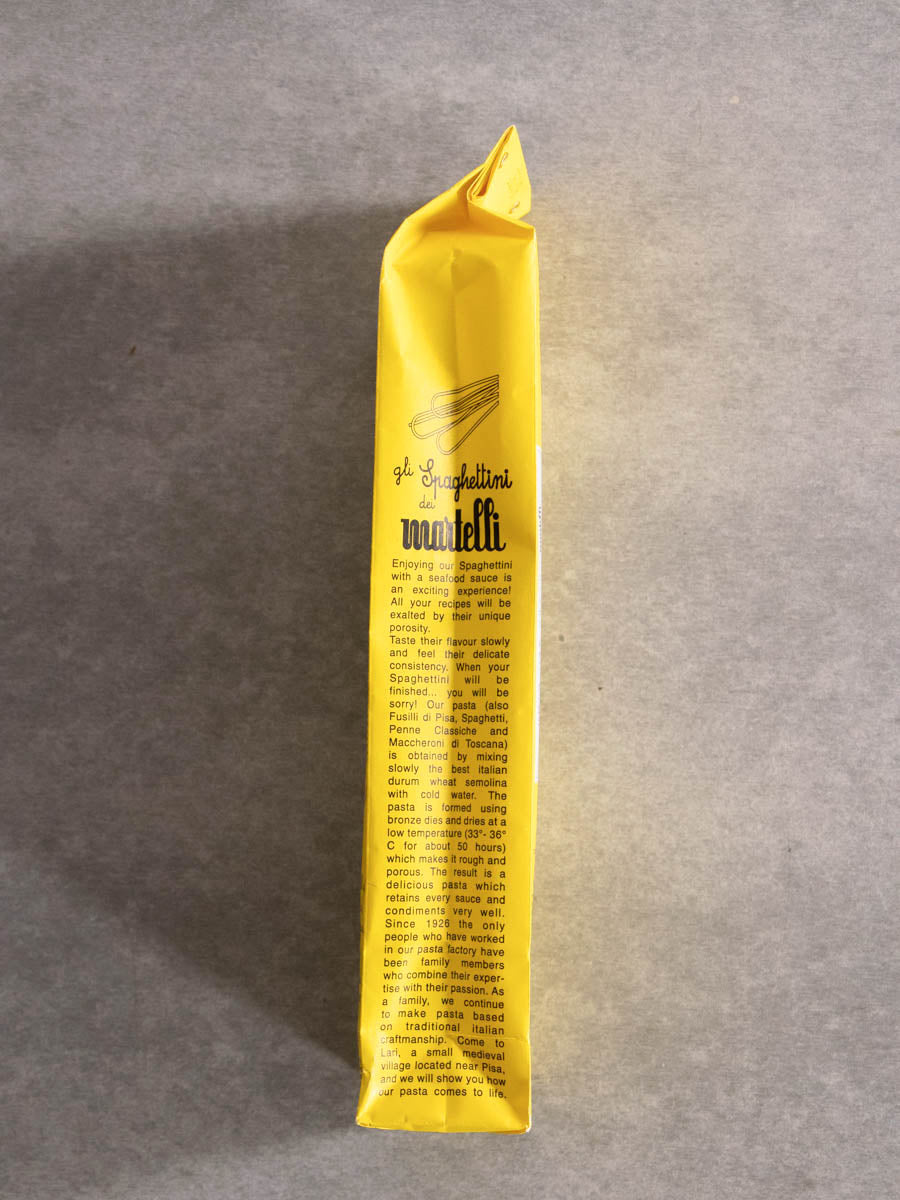 gli Spaghettini
dei
martelli
Enjoying our Spaghettini
with a seafood sauce is
an exciting experience!
All your recipes will be
exalted by their unique
porosity.
Taste their flavour slowly
and feel their delicate
consistency. When your
Spaghettini will be
finished... you will be
sorry! Our pasta (also
Fusilli di Pisa, Spaghetti,
Penne Classiche and
Maccheroni di Toscana)
is obtained by mixing
slowly the best italian
durum wheat semolina
with cold water. The
pasta is formed using
bronze dies and dries at a
low temperature (33°- 36°
C for about 50 hours)
which makes it rough and
porous. The result is a
delicious pasta which
retains every sauce and
condiments very well.
Since 1926 the only
people who have worked
in our pasta factory have
been family members
who combine their exper-
tise with their passion. As
a family, we continue
to make pasta based
on traditional italian
craftmanship. Come to
Lari, a small medieval
village located near Pisa,
and we will show you how
our pasta comes to life.